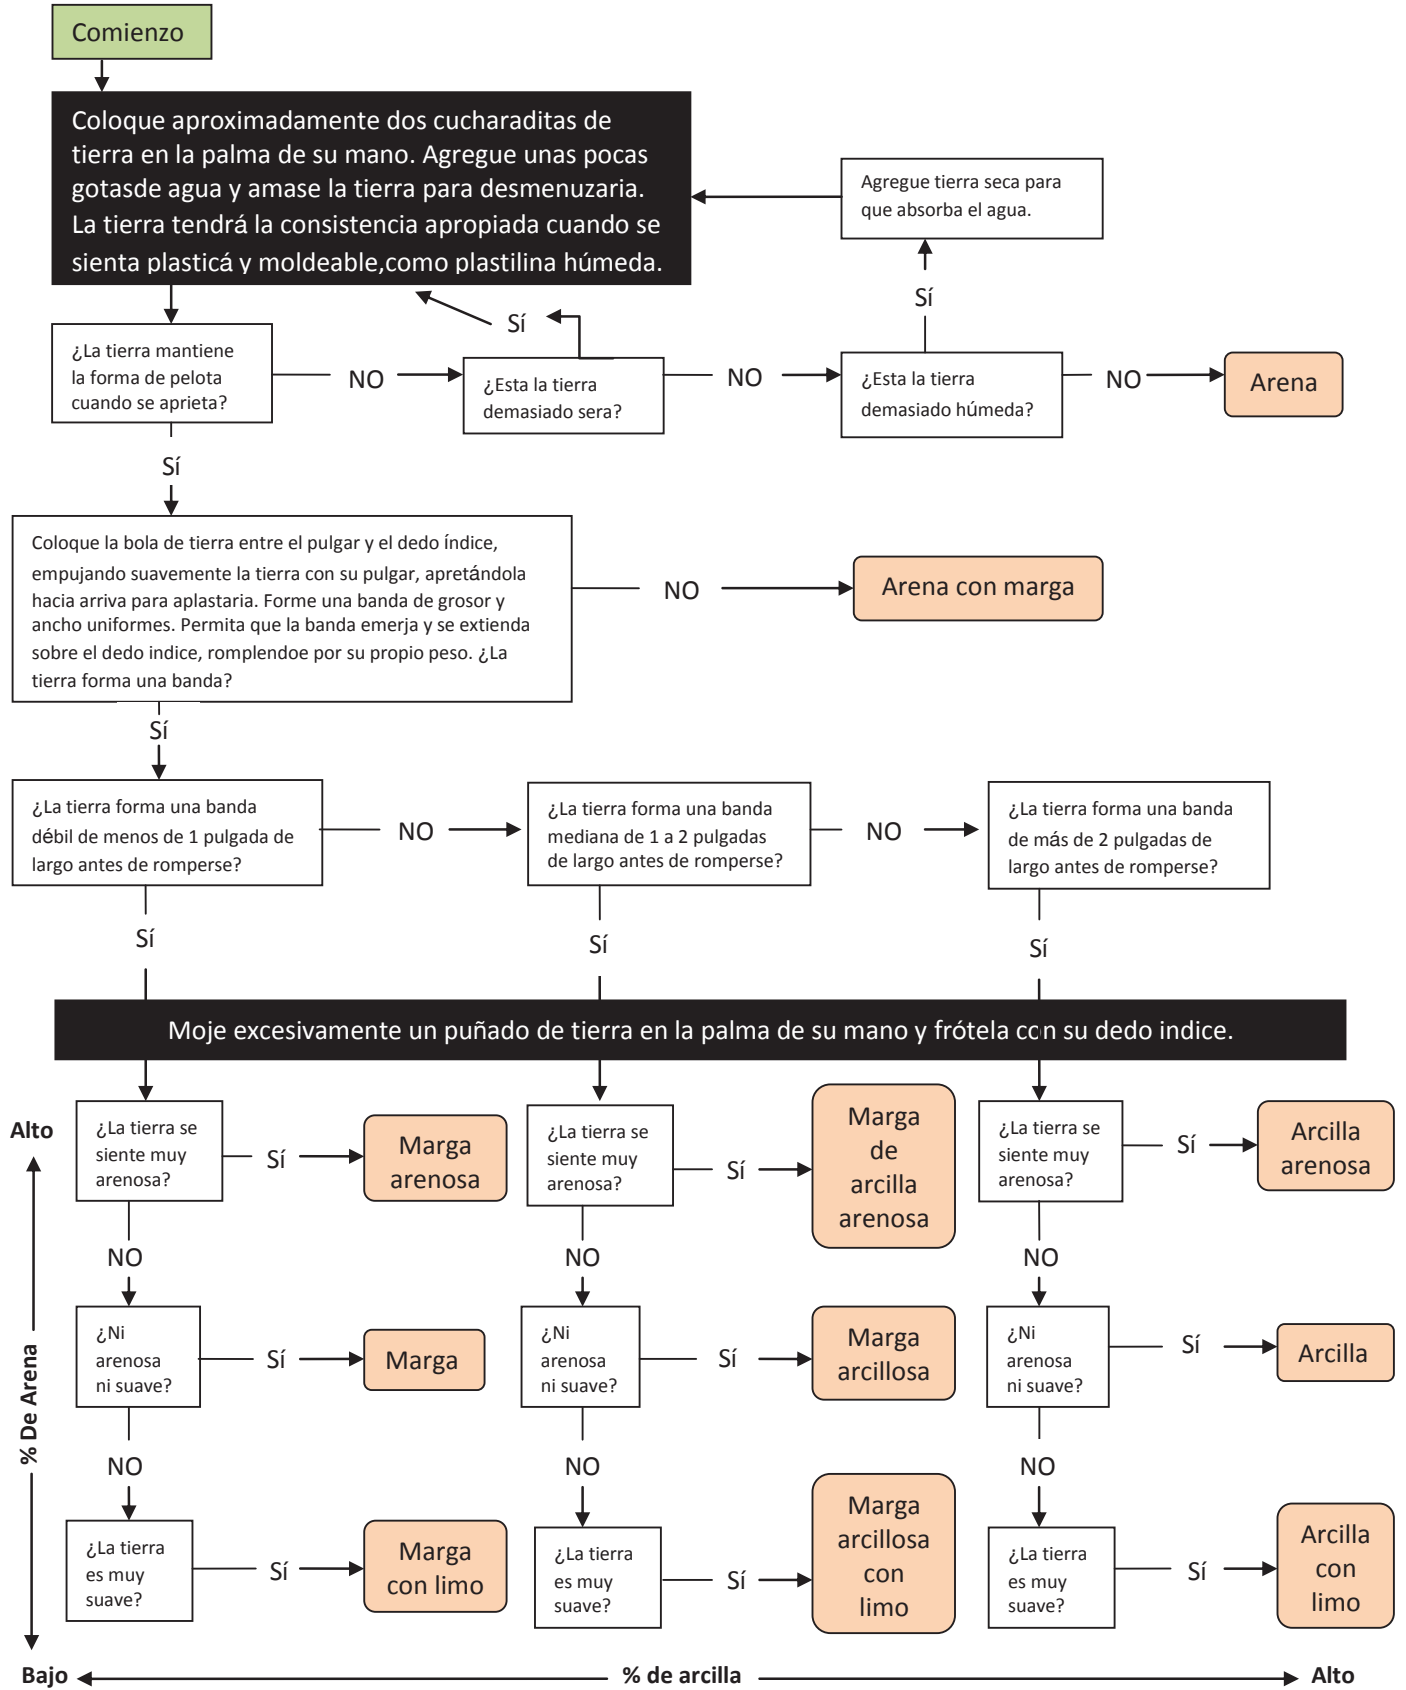 Comienzo
Coloque aproximadamente dos cucharaditas de
tierra en la palma de su mano. Agregue unas pocas
gotasde agua y amase la tierra para desmenuzaria.
La tierra tendrá la consistencia apropiada cuando se
sienta plasticá y moldeable,como plastilina húmeda.
Agregue tierra seca para
que absorba el agua.
Sí
Sí
¿La tierra mantiene
la forma de pelota
cuando se aprieta?
NO
¿Esta la tierra
demasiado sera?
NO
¿Esta la tierra
demasiado húmeda?
NO
Arena
Sí
Coloque la bola de tierra entre el pulgar y el dedo índice,
empujando suavemente la tierra con su pulgar, apretándola
hacia arriva para aplastaria. Forme una banda de grosor y
ancho uniformes. Permita que la banda emerja y se extienda
sobre el dedo indice, romplendoe por su propio peso. ¿La
tierra forma una banda?
NO
Arena con marga
Sí
¿La tierra forma una banda
débil de menos de 1 pulgada de
largo antes de romperse?
NO
¿La tierra forma una banda
mediana de 1 a 2 pulgadas
de largo antes de romperse?
NO
¿La tierra forma una banda
de más de 2 pulgadas de
largo antes de romperse?
Sí
Sí
Sí
Moje excesivamente un puñado de tierra en la palma de su mano y frótela con su dedo indice.
Alto
% De Arena
¿La tierra se
siente muy
arenosa?
Sí
Marga
arenosa
¿La tierra se
siente muy
arenosa?
Sí
Marga
de
arcilla
arenosa
¿La tierra se
siente muy
arenosa?
Sí
Arcilla
arenosa
NO
NO
NO
¿Ni
arenosa
ni suave?
Sí
Marga
¿Ni
arenosa
ni suave?
Sí
Marga
arcillosa
¿Ni
arenosa
ni suave?
Sí
Arcilla
NO
NO
NO
¿La tierra
es muy
suave?
Sí
Marga
con limo
¿La tierra
es muy
suave?
Sí
Marga
arcillosa
con
limo
¿La tierra
es muy
suave?
Sí
Arcilla
con
limo
Bajo
% de arcilla
Alto